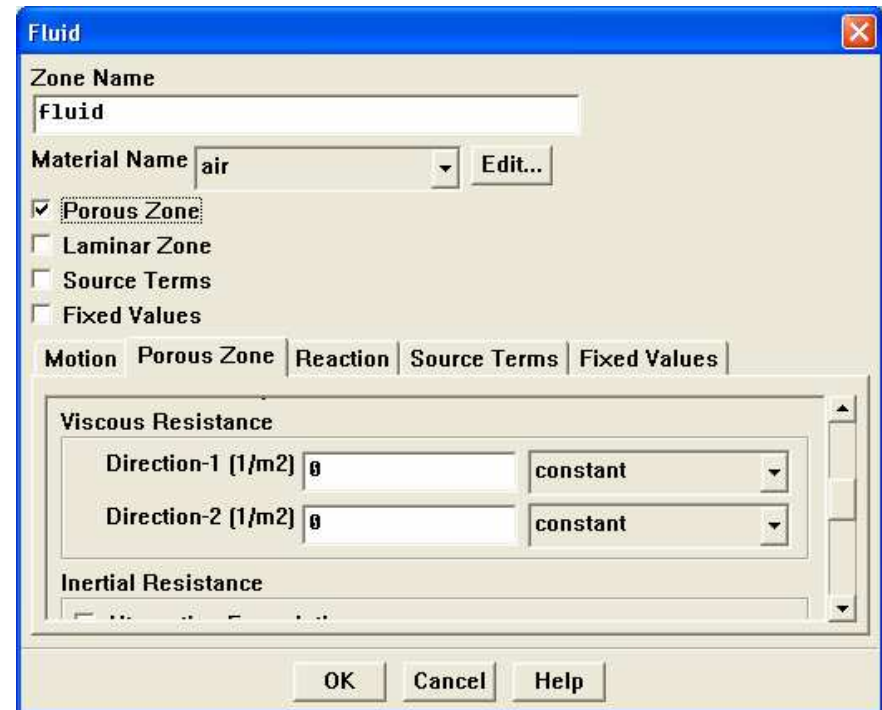 Fluid
Zone Name
fluid
Material Name air Edit...
Porous Zone
Laminar Zone
Source Terms
Fixed Values
Motion Porous Zone Reaction Source Terms Fixed Values
Viscous Resistance
Direction-1 (1/m2) 0 constant
Direction-2 (1/m2) 0 constant
Inertial Resistance
OK Cancel Help